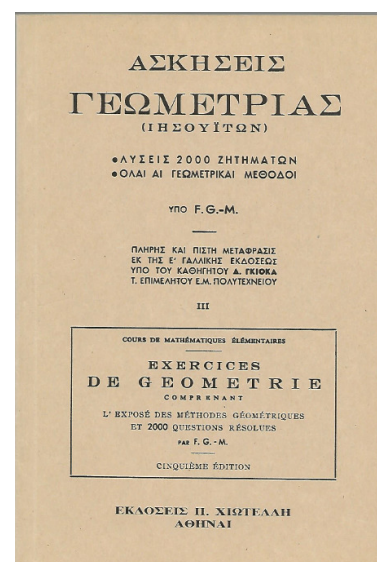 ΑΣΚΗΣΕΙΣ
ΓΕΩΜΕΤΡΙΑΣ
(ΙΗΣΟΥΪΤΩΝ)
●ΛΥΣΕΙΣ 2000 ΖΗΤΗΜΑΤΩΝ
●ΟΛΑΙ ΑΙ ΓΕΩΜΕΤΡΙΚΑΙ ΜΕΘΟΔΟΙ
ΥΠΟ F. G.-M.
ΠΛΗΡΗΣ ΚΑΙ ΠΙΣΤΗ ΜΕΤΑΦΡΑΣΙΣ
ΕΚ ΤΗΣ Ε' ΓΑΛΛΙΚΗΣ ΕΚΔΟΣΕΩΣ
ΥΠΟ ΤΟΥ ΚΑΘΗΓΗΤΟΥ Δ. ΓΚΙΟΚΑ
Τ. ΕΠΙΜΕΛΗΤΟΥ Ε.Μ. ΠΟΛΥΤΕΧΝΕΙΟΥ
III
COURS DE MATHÉMATIQUES ÉLÉMENTAIRES
EXERCICES
DE GEOMETRIE
COMPRENANT
L'EXPOSÉ DES MÉTHODES GÉOMÉTRIQUES
ET 2000 QUESTIONS RÉSOLUES
PAR F. G.-M.
CINQUIÈME ÉDITION
ΕΚΔΟΣΕΙΣ Π. ΧΙΩΤΕΛΛΗ
ΑΘΗΝΑΙ